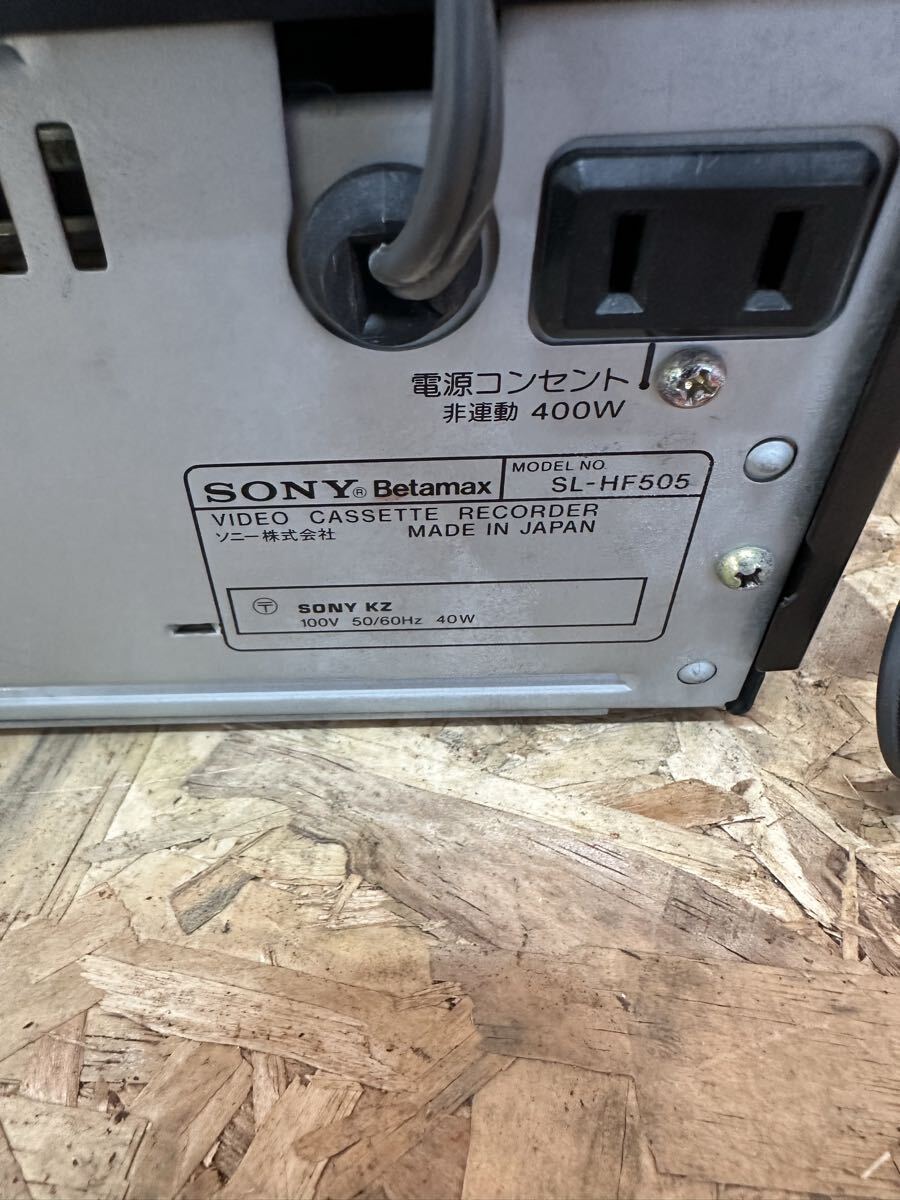 電源コンセント
非連動 400W
SONY® Betamax
MODEL NO.
SL-HF505
VIDEO CASSETTE RECORDER
ソニー株式会社 MADE IN JAPAN
〶 SONY KZ
100V 50/60Hz 40W